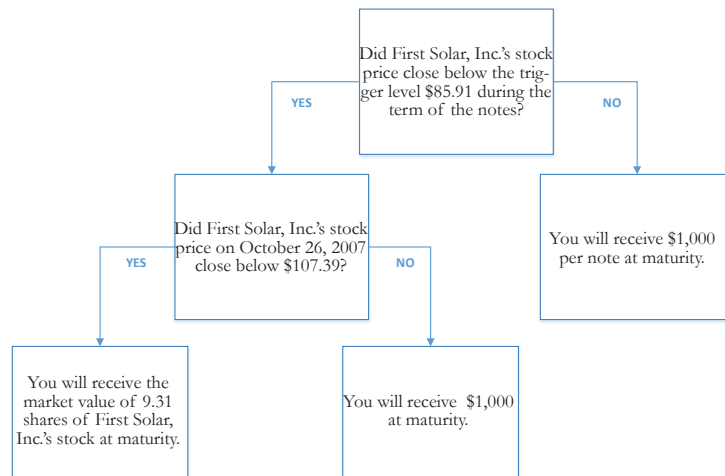 Did First Solar, Inc.'s stock
price close below the trig-
ger level $85.91 during the
term of the notes?
YES
NO
Did First Solar, Inc.'s stock
price on October 26, 2007
close below $107.39?
You will receive $1,000
per note at maturity.
YES
NO
You will receive the
market value of 9.31
shares of First Solar,
Inc.'s stock at maturity.
You will receive $1,000
at maturity.